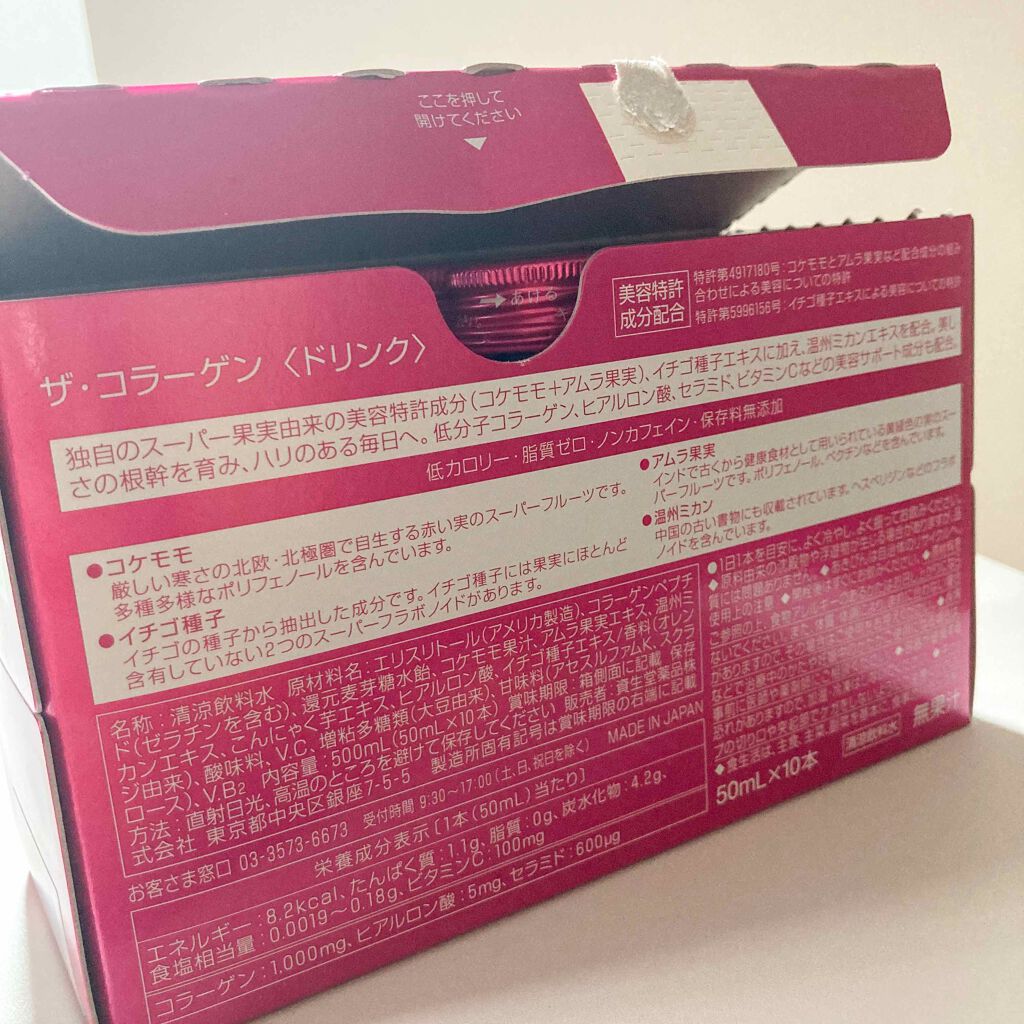 ここを押して
開けてください
あける
美容特許
成分配合
特許第4917180号:コケモモとアムラ果実など配合成分の組み
合わせによる美容についての特許
特許第5996156号:イチゴ種子エキスによる美容についての特許
ザ・コラーゲン〈ドリンク〉
独自のスーパー果実由来の美容特許成分(コケモモ+アムラ果実)、イチゴ種子エキスに加え、温州ミカンエキスを配合。美し
さの根幹を育み、ハリのある毎日へ。低分子コラーゲン、ヒアルロン酸、セラミド、ビタミンCなどの美容サポート成分も配合。
低カロリー・脂質ゼロ・ノンカフェイン・保存料無添加
●コケモモ
厳しい寒さの北欧・北極圏で自生する赤い実のスーパーフルーツです。
多種多様なポリフェノールを含んでいます。
●イチゴ種子
イチゴの種子から抽出した成分です。イチゴ種子には果実にほとんど
含有していない2つのスーパーフラボノイドがあります。
●アムラ果実
インドで古くから健康食材として用いられている黄緑色の実のスー
パーフルーツです。ポリフェノール、ペクチンなどを含んでいます。
●温州ミカン
中国の古い書物にも収載されています。ヘスペリジンなどのフラボ
ノイドを含んでいます。
名称:清涼飲料水 原材料名:エリスリトール(アメリカ製造)、コラーゲンペプチ
ド(ゼラチンを含む)、還元麦芽糖水飴、コケモモ果汁、アムラ果実エキス、温州ミ
カンエキス、こんにゃく芋エキス、ヒアルロン酸、イチゴ種子エキス/香料(オレン
ジ由来)、酸味料、V.C、増粘多糖類(大豆由来)、甘味料(アセスルファムK、スクラ
ロース)、V.B2 内容量:500mL(50mL×10本) 賞味期限:箱側面に記載 保存
方法:直射日光、高温のところを避けて保存してください 販売者:資生堂薬品株
式会社 東京都中央区銀座7-5-5 製造所固有記号は賞味期限の右端に記載
お客さま窓口 03-3573-6673 受付時間 9:30~17:00(土、日、祝日を除く) MADE IN JAPAN
栄養成分表示[1本(50mL)当たり]
エネルギー:8.2kcal、たんぱく質:1.1g、脂質:0g、炭水化物:4.2g、
食塩相当量:0.0019~0.18g、ビタミンC:100mg
コラーゲン:1,000mg、ヒアルロン酸:5mg、セラミド:600μg
●1日1本を目安に、よく冷やし、よく振ってお飲みください。
50mL×10本
清涼飲料水
無果汁